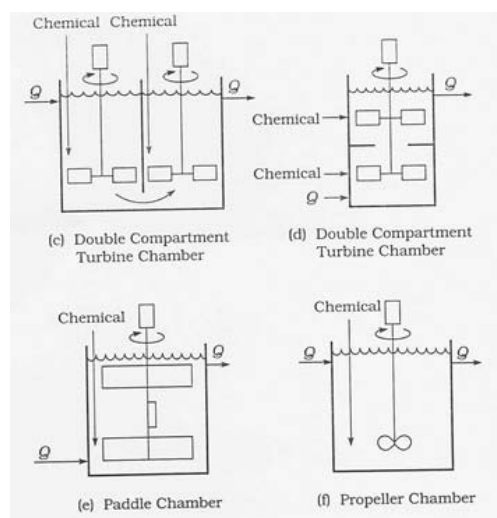 Chemical Chemical
Q Q
Q
Chemical
Chemical
Q
(c) Double Compartment
Turbine Chamber
(d) Double Compartment
Turbine Chamber
Chemical
Q
Q
Chemical
Q Q
(e) Paddle Chamber
(f) Propeller Chamber